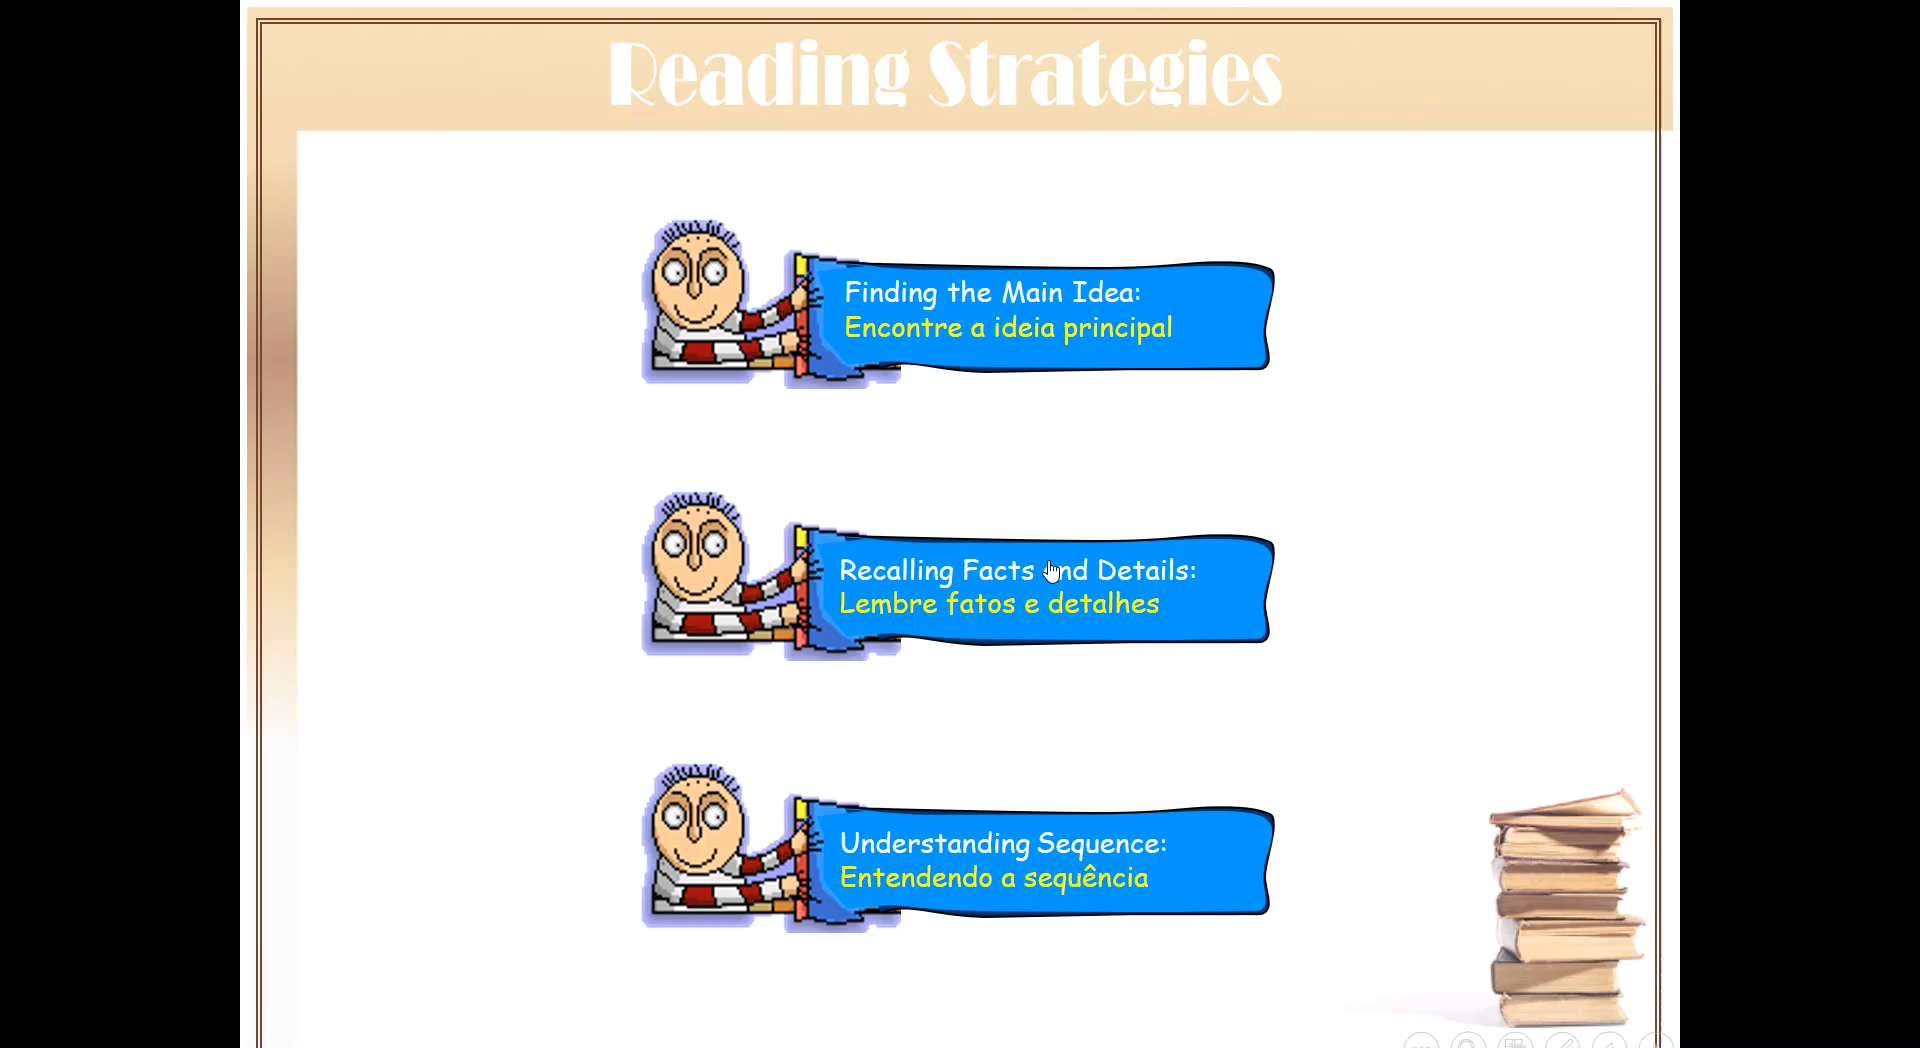 Reading Strategies
Finding the Main Idea:
Encontre a ideia principal
Recalling Facts and Details:
Lembre fatos e detalhes
Understanding Sequence:
Entendendo a sequência